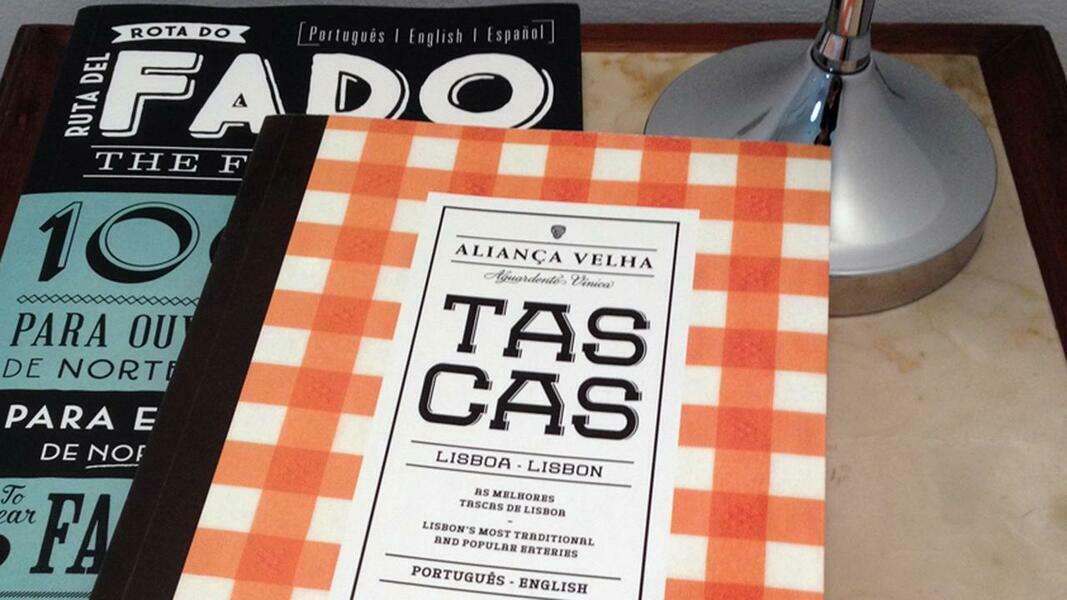 ROTA DO
[Português | English | Español]
RUTA DEL
FADO
THE F
100
PARA OUV
DE NORTE
PARA E
DE NOR
To
ear FA
ALIANÇA VELHA
Aguardente Vínica
TAS
CAS
LISBOA - LISBON
AS MELHORES
TASCAS DE LISBOA
-
LISBON'S MOST TRADITIONAL
AND POPULAR EATERIES
PORTUGUÊS - ENGLISH